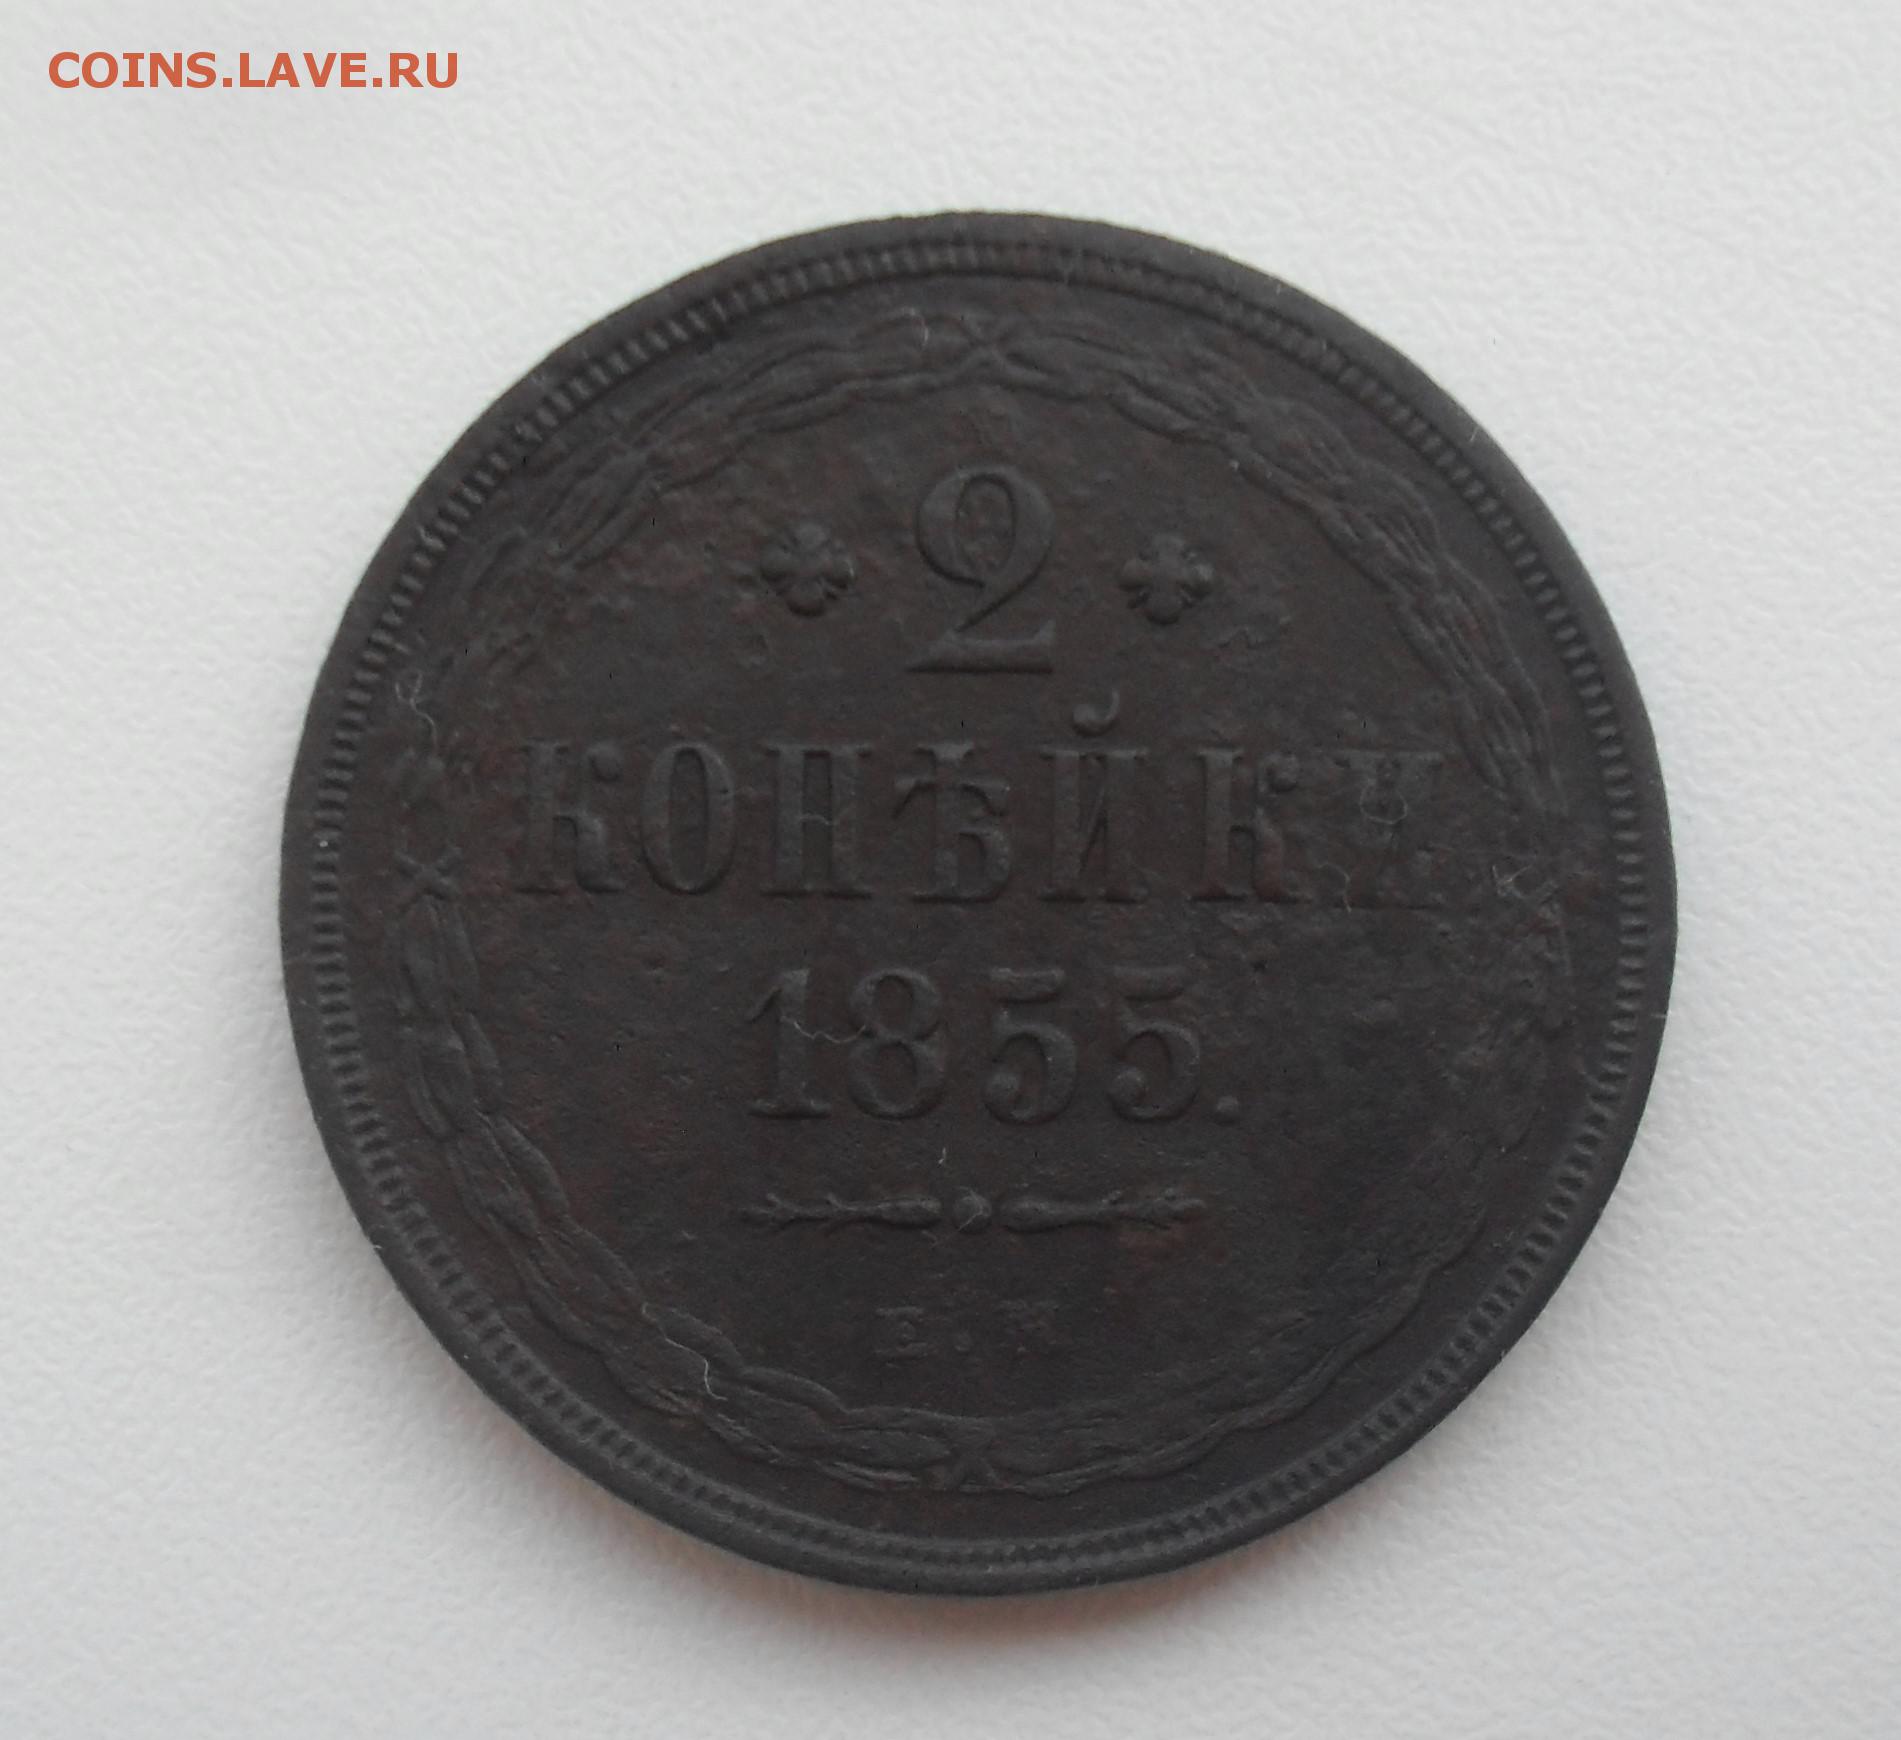 COINS.LAVE.RU
2
КОПѢЙКИ
1855.
Е.М